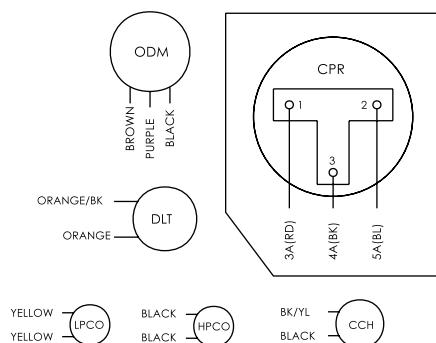 ODM
BROWN
PURPLE
BLACK
CPR
1
2
3
3A(RD)
4A(BK)
5A(BL)
ORANGE/BK
ORANGE
DLT
YELLOW
YELLOW
LPCO
BLACK
BLACK
HPCO
BK/YL
BLACK
CCH